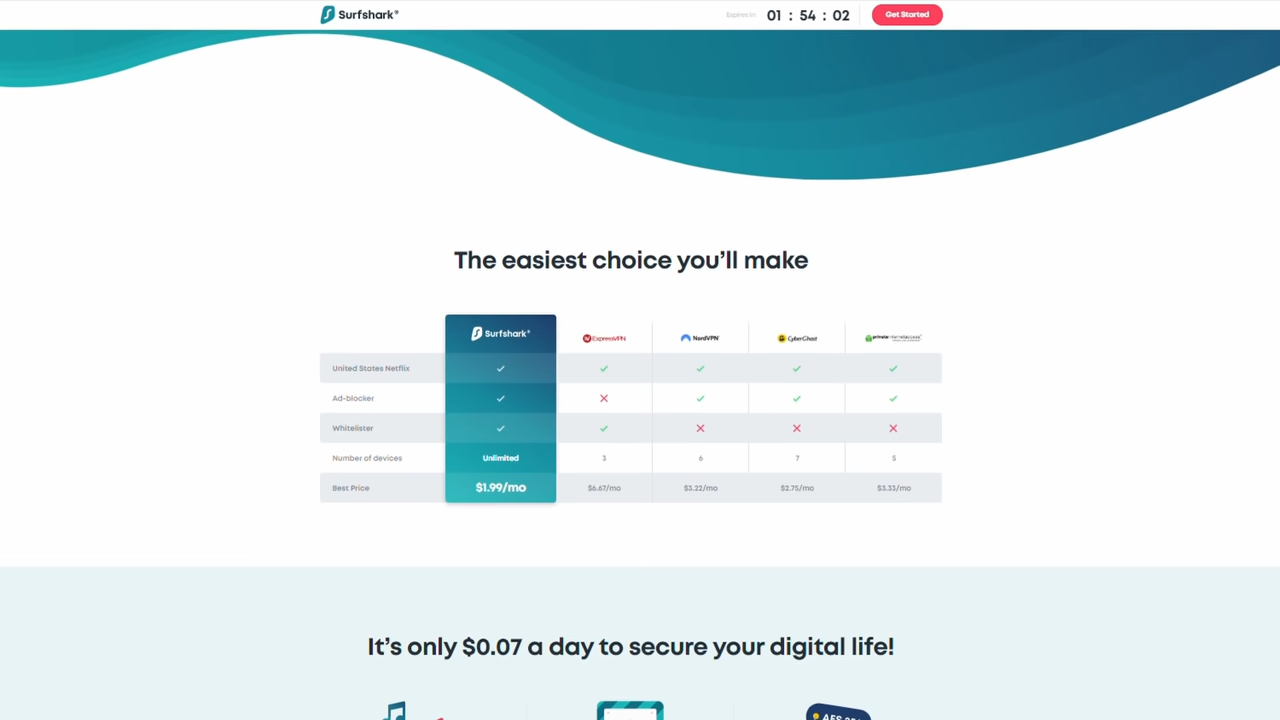 Surfshark®
Expires in:
01 : 54 : 02
Get Started
The easiest choice you'll make
Surfshark® ExpressVPN NordVPN® CyberGhost privateinternetaccess™
United States Netflix
Ad-blocker
Whitelister
Number of devices Unlimited 3 6 7 5
Best Price $1.99/mo $6.67/mo $3.22/mo $2.75/mo $3.33/mo
It's only $0.07 a day to secure your digital life!